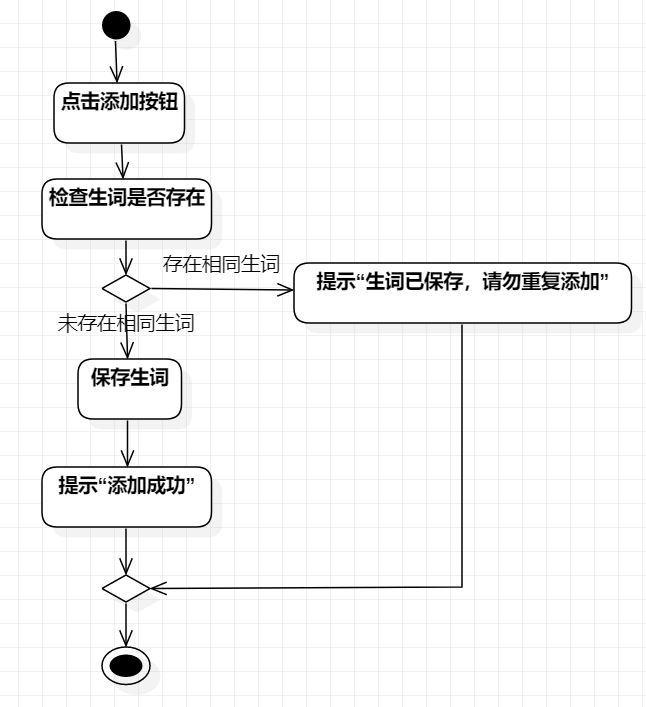 点击添加按钮
检查生词是否存在
存在相同生词
提示“生词已保存，请勿重复添加”
未存在相同生词
保存生词
提示“添加成功”